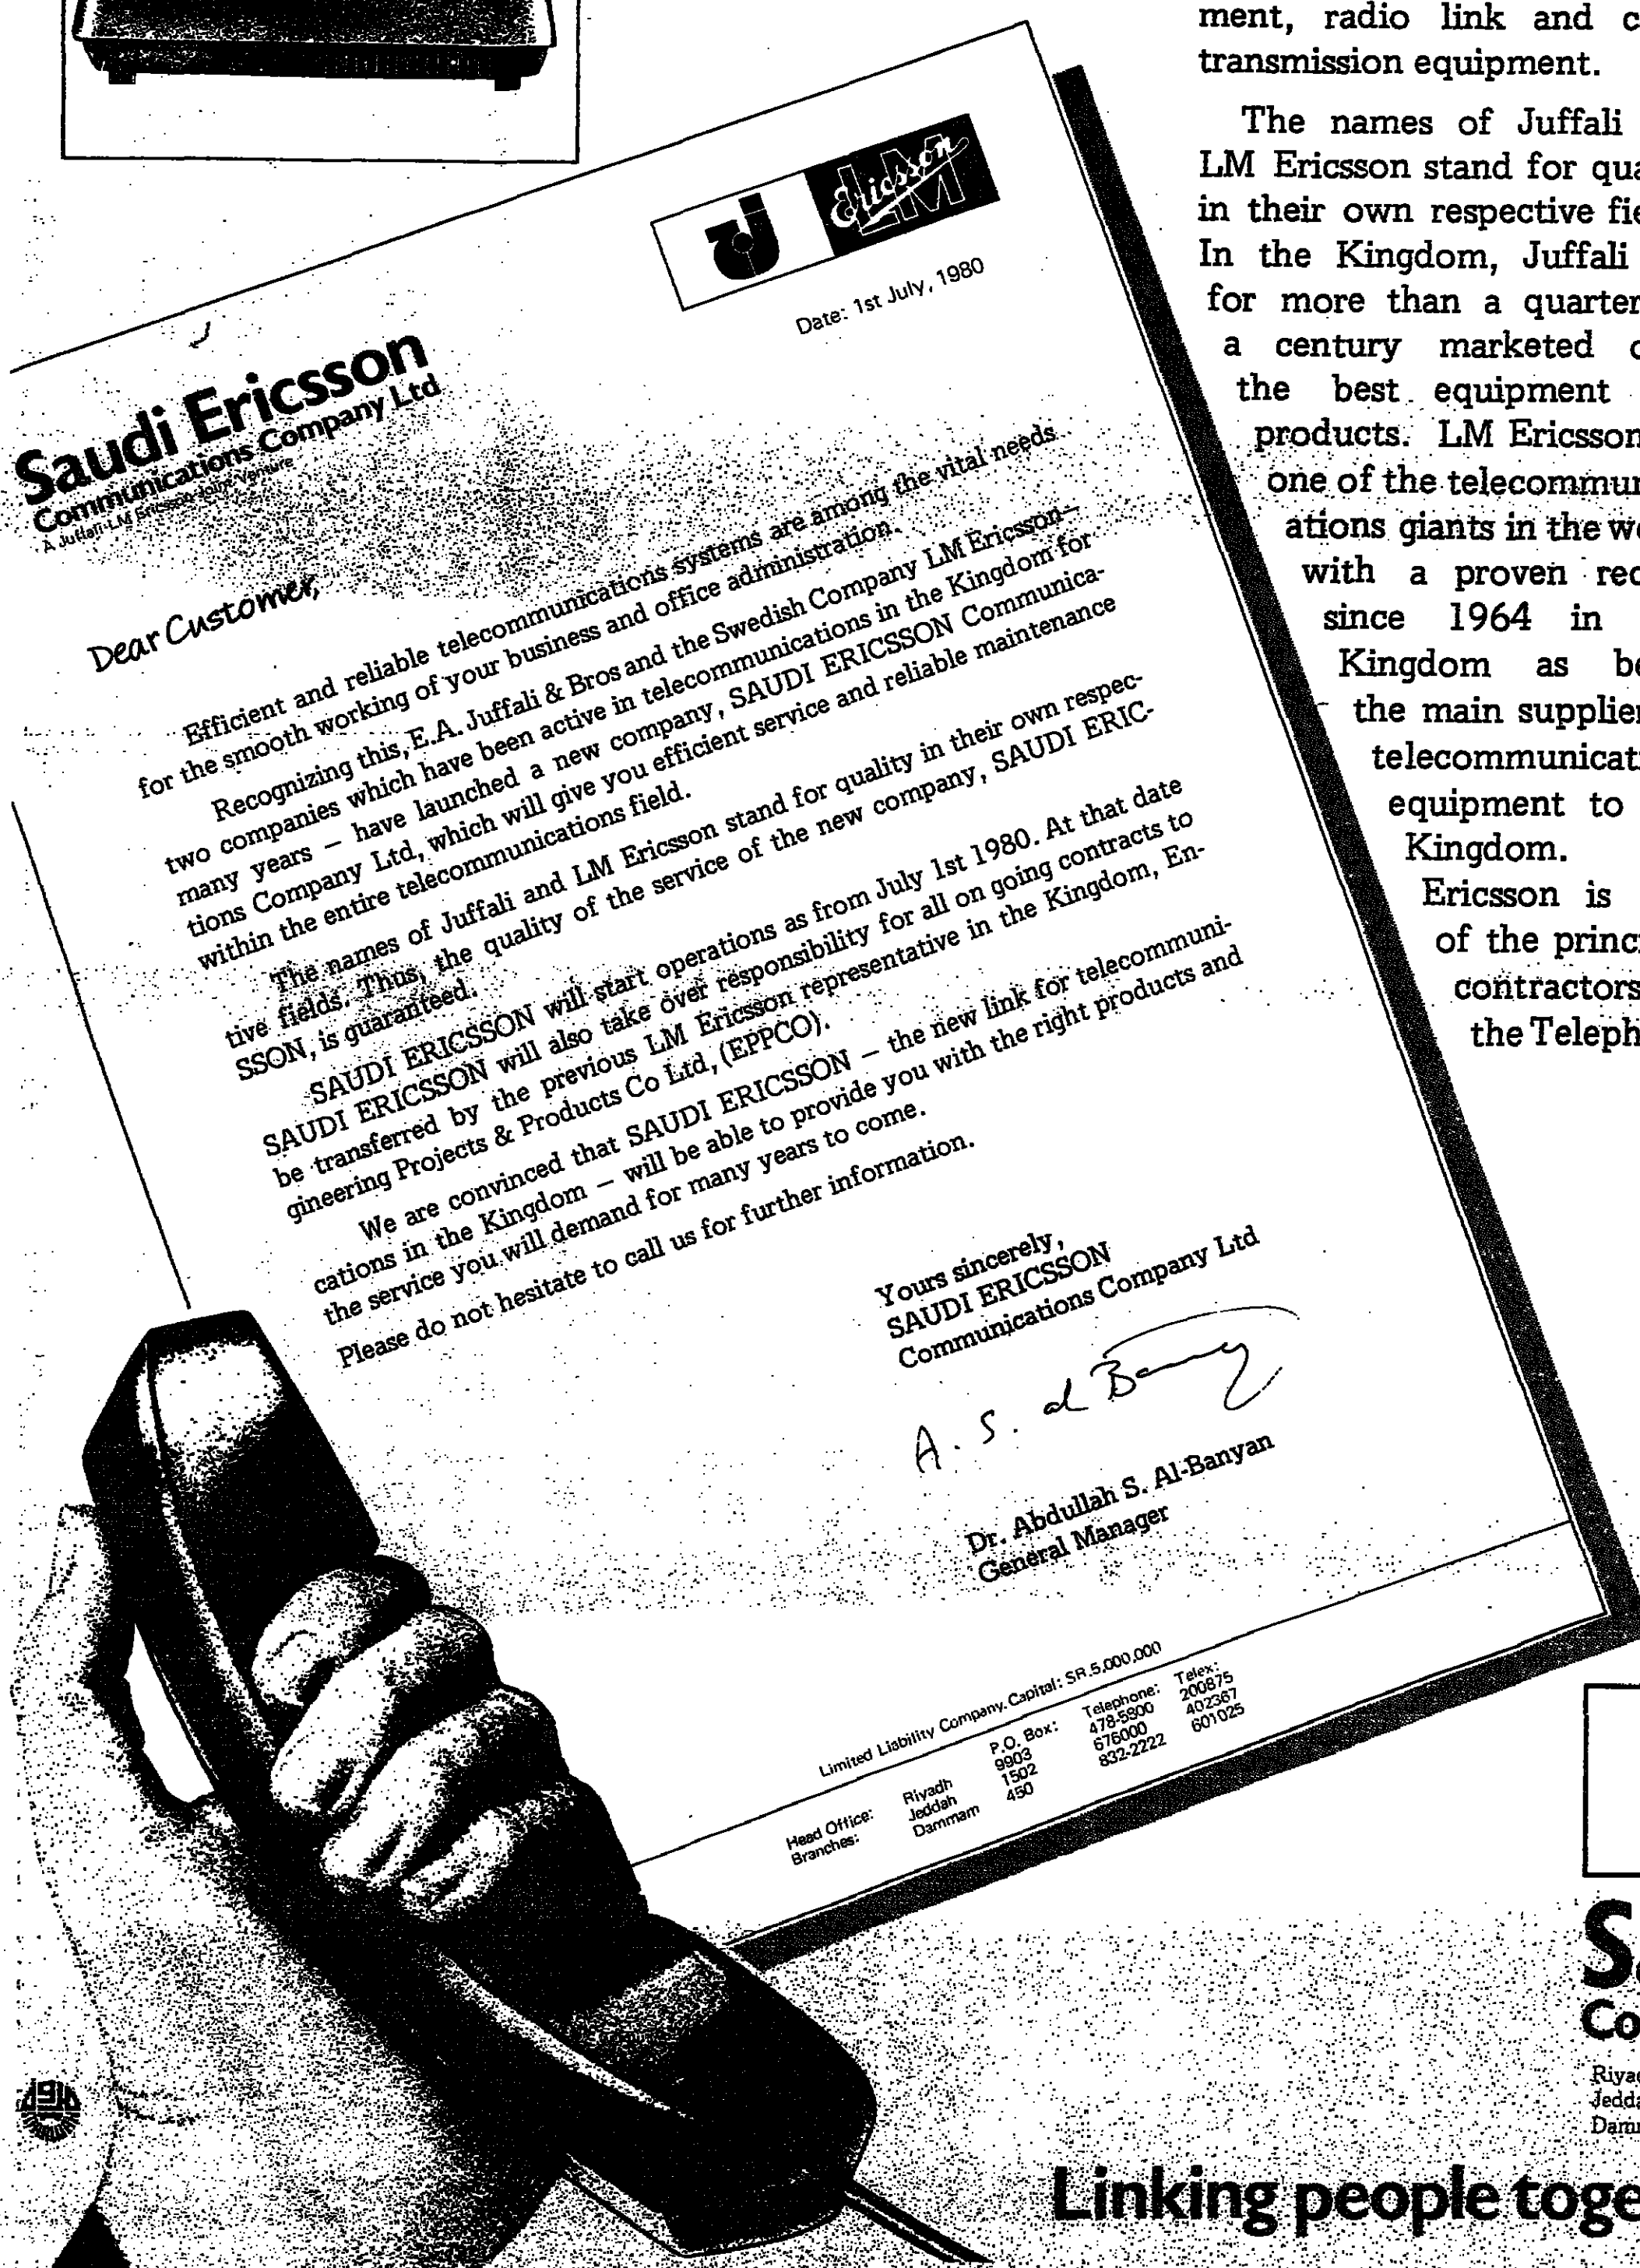 Ericsson
LM
Date: 1st July, 1980
Saudi Ericsson
Communications Company Ltd
A Juffali-LM Ericsson Joint Venture
Dear Customer,
Efficient and reliable telecommunications systems are among the vital needs
for the smooth working of your business and office administration.
Recognizing this, E.A. Juffali & Bros and the Swedish Company LM Ericsson–
two companies which have been active in telecommunications in the Kingdom for
many years – have launched a new company, SAUDI ERICSSON Communica-
tions Company Ltd, which will give you efficient service and reliable maintenance
within the entire telecommunications field.
The names of Juffali and LM Ericsson stand for quality in their own respec-
tive fields. Thus, the quality of the service of the new company, SAUDI ERIC-
SSON, is guaranteed.
SAUDI ERICSSON will start operations as from July 1st 1980. At that date
SAUDI ERICSSON will also take over responsibility for all on going contracts to
be transferred by the previous LM Ericsson representative in the Kingdom, En-
gineering Projects & Products Co Ltd, (EPPCO).
We are convinced that SAUDI ERICSSON – the new link for telecommuni-
cations in the Kingdom – will be able to provide you with the right products and
the service you will demand for many years to come.
Please do not hesitate to call us for further information.
Yours sincerely,
SAUDI ERICSSON
Communications Company Ltd
A. S. al
Dr. Abdullah S. Al-Banyan
General Manager
Limited Liability Company. Capital: SR.5,000,000
P.O. Box: Telephone: Telex:
Head Office: Riyadh 9903 478-5800 200875
Branches: Jeddah 1502 676000 402367
Dammam 450 832-2222 601025
ment, radio link and c
transmission equipment.
The names of Juffali
LM Ericsson stand for qua
in their own respective fie
In the Kingdom, Juffali
for more than a quarter
a century marketed o
the best equipment
products. LM Ericsson
one of the telecommun
ations giants in the wo
with a proven rec
since 1964 in
Kingdom as be
the main supplier
telecommunicati
equipment to
Kingdom.
Ericsson is
of the princi
contractors
the Teleph
Sa
Co
Riya
Jedda
Damm
Linking people toge